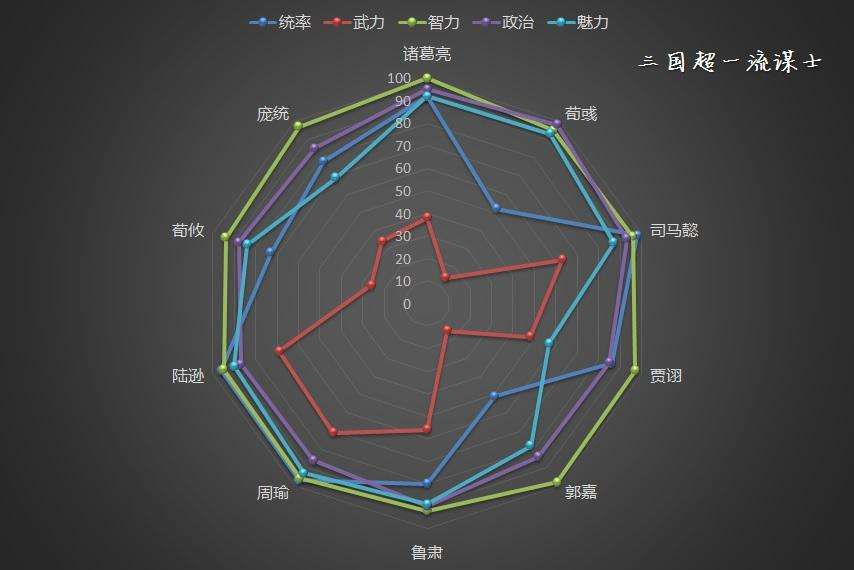 统率 武力 智力 政治 魅力
三国超一流谋士
诸葛亮
荀彧
司马懿
贾诩
郭嘉
鲁肃
周瑜
陆逊
荀攸
庞统
100
90
80
70
60
50
40
30
20
10
0